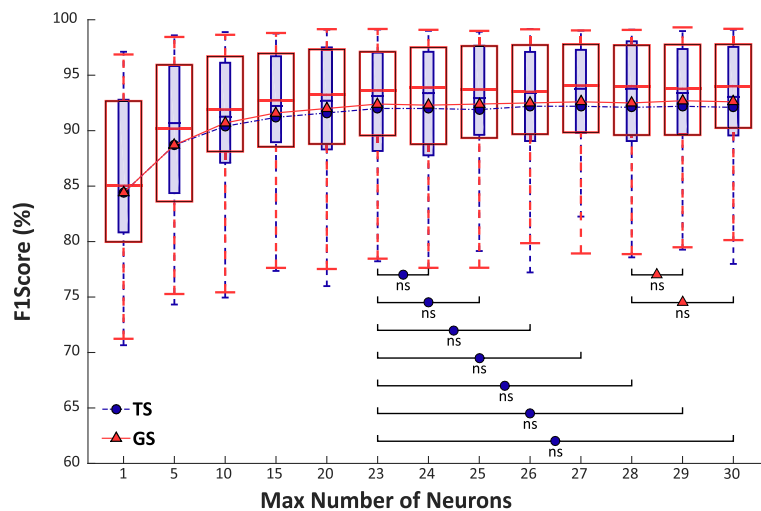 100
95
90
85
80
75
70
65
60
F1Score (%)
ns
ns
ns
ns
ns
ns
ns
ns
ns
TS
GS
1 5 10 15 20 23 24 25 26 27 28 29 30
Max Number of Neurons